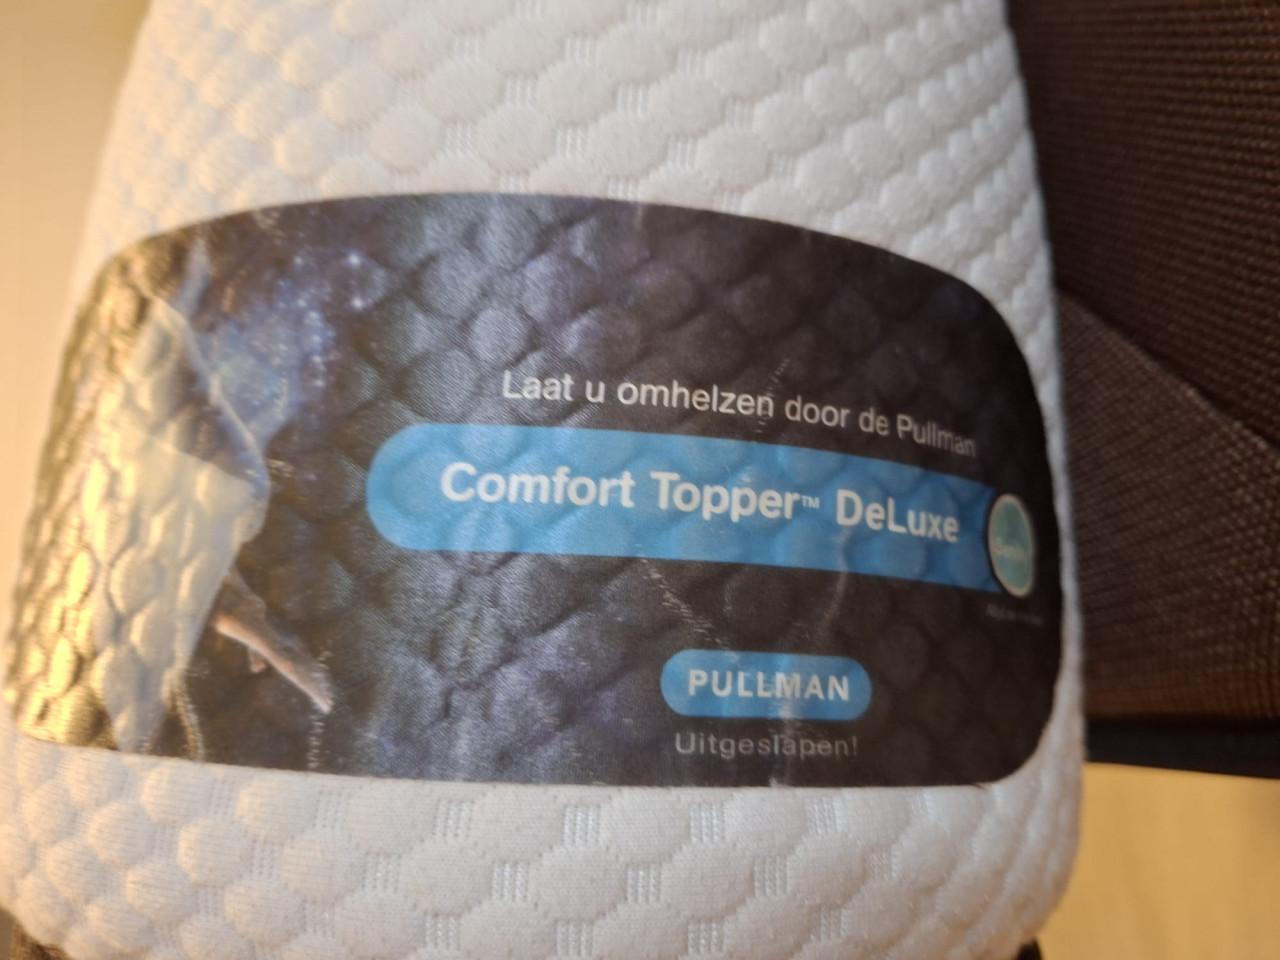 Laat u omhelzen door de Pullman
Comfort Topper™ DeLuxe
PULLMAN
Uitgeslapen!